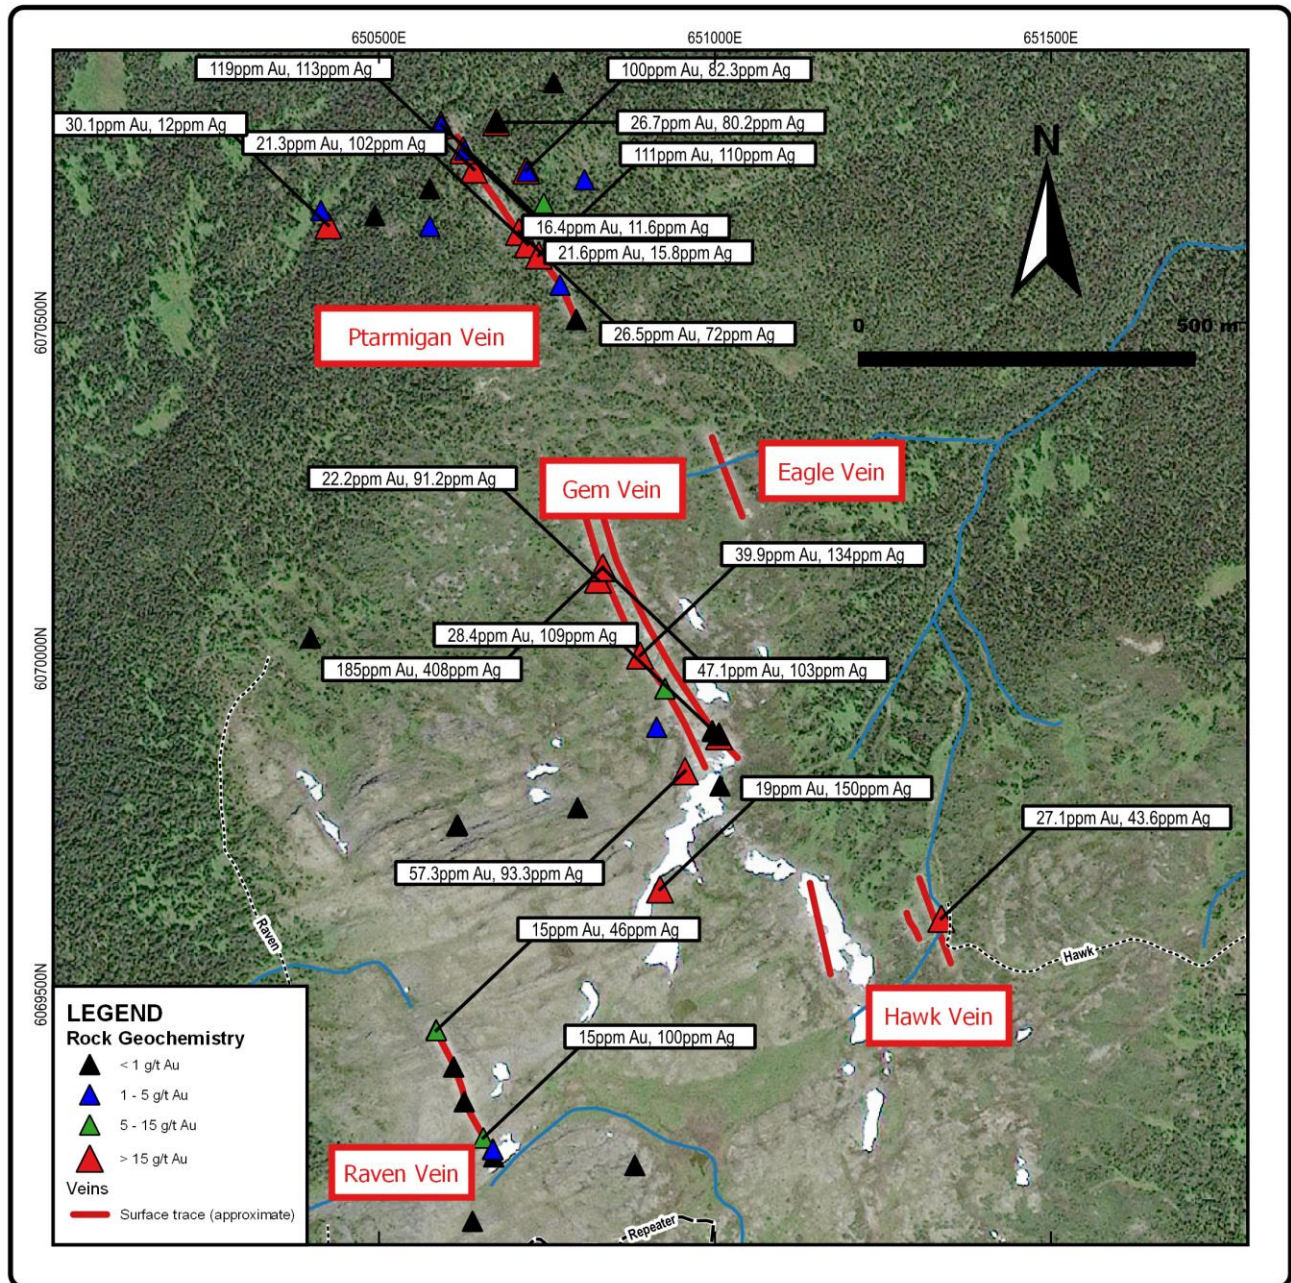 650500E
651000E
651500E
119ppm Au, 113ppm Ag
100ppm Au, 82.3ppm Ag
30.1ppm Au, 12ppm Ag
26.7ppm Au, 80.2ppm Ag
21.3ppm Au, 102ppm Ag
111ppm Au, 110ppm Ag
N
16.4ppm Au, 11.6ppm Ag
21.6ppm Au, 15.8ppm Ag
6070500N
Ptarmigan Vein
26.5ppm Au, 72ppm Ag
0
500 m
22.2ppm Au, 91.2ppm Ag
Gem Vein
Eagle Vein
39.9ppm Au, 134ppm Ag
28.4ppm Au, 109ppm Ag
6070000N
185ppm Au, 408ppm Ag
47.1ppm Au, 103ppm Ag
19ppm Au, 150ppm Ag
27.1ppm Au, 43.6ppm Ag
57.3ppm Au, 93.3ppm Ag
15ppm Au, 46ppm Ag
Raven
Hawk
6069500N
Hawk Vein
15ppm Au, 100ppm Ag
LEGEND
Rock Geochemistry
< 1 g/t Au
1 - 5 g/t Au
5 - 15 g/t Au
> 15 g/t Au
Veins
Surface trace (approximate)
Raven Vein
Repeater